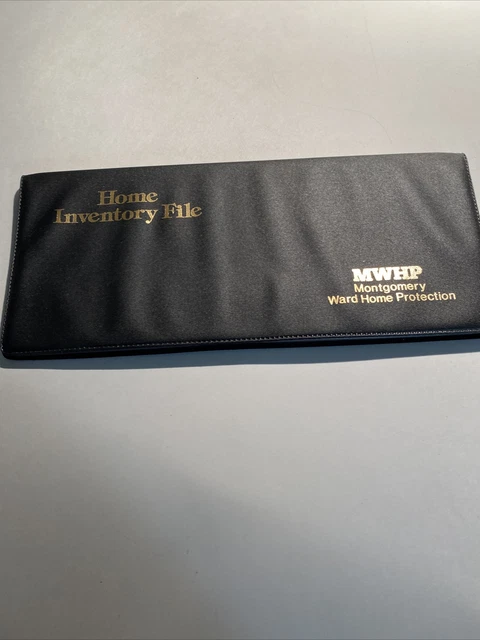 Home
Inventory File
MWHP
Montgomery
Ward Home Protection